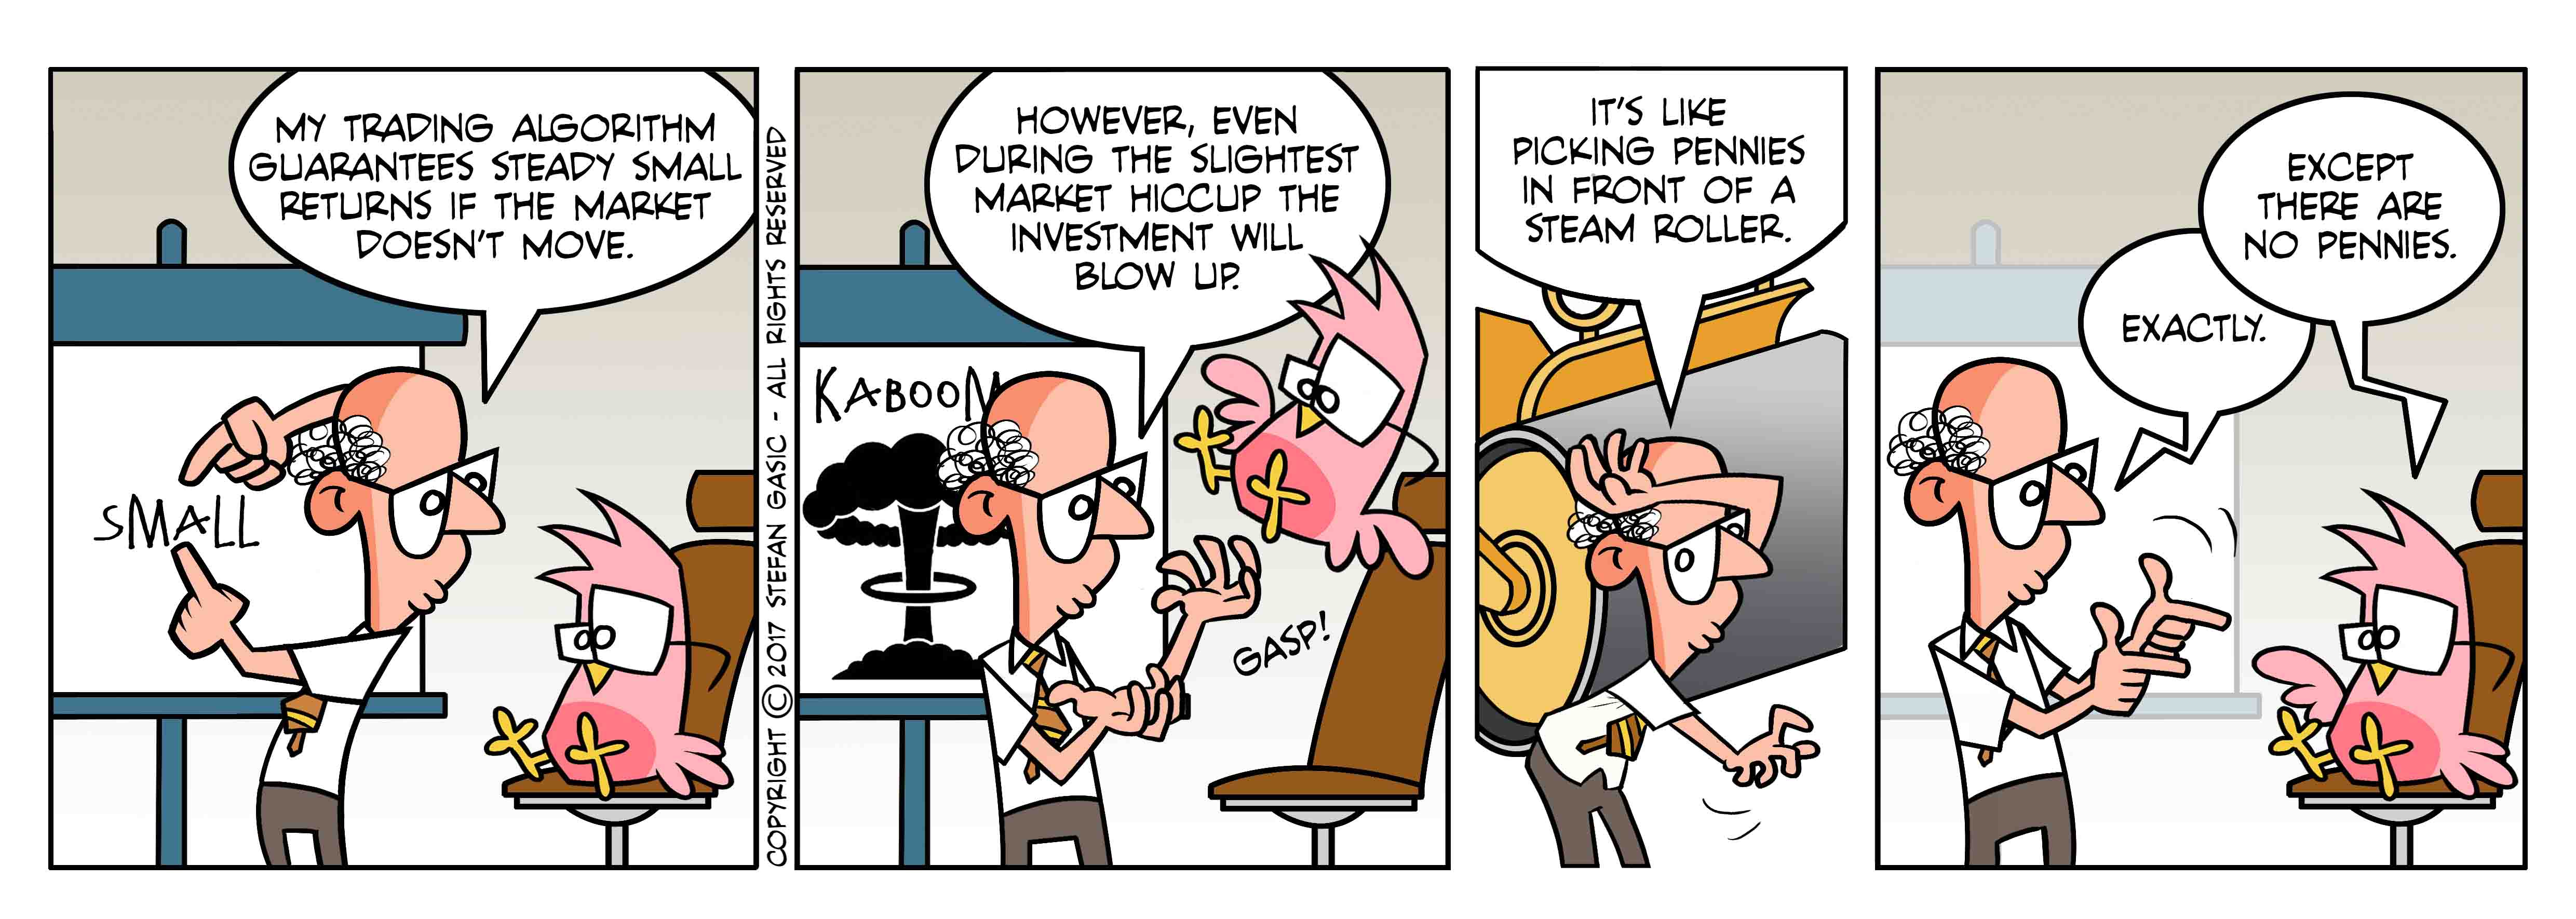 MY TRADING ALGORITHM
GUARANTEES STEADY SMALL
RETURNS IF THE MARKET
DOESN'T MOVE.
SMALL
COPYRIGHT © 2017 STEFAN GASIC - ALL RIGHTS RESERVED
HOWEVER, EVEN
DURING THE SLIGHTEST
MARKET HICCUP THE
INVESTMENT WILL
BLOW UP.
KABOOM
GASP!
IT'S LIKE
PICKING PENNIES
IN FRONT OF A
STEAM ROLLER.
EXCEPT
THERE ARE
NO PENNIES.
EXACTLY.